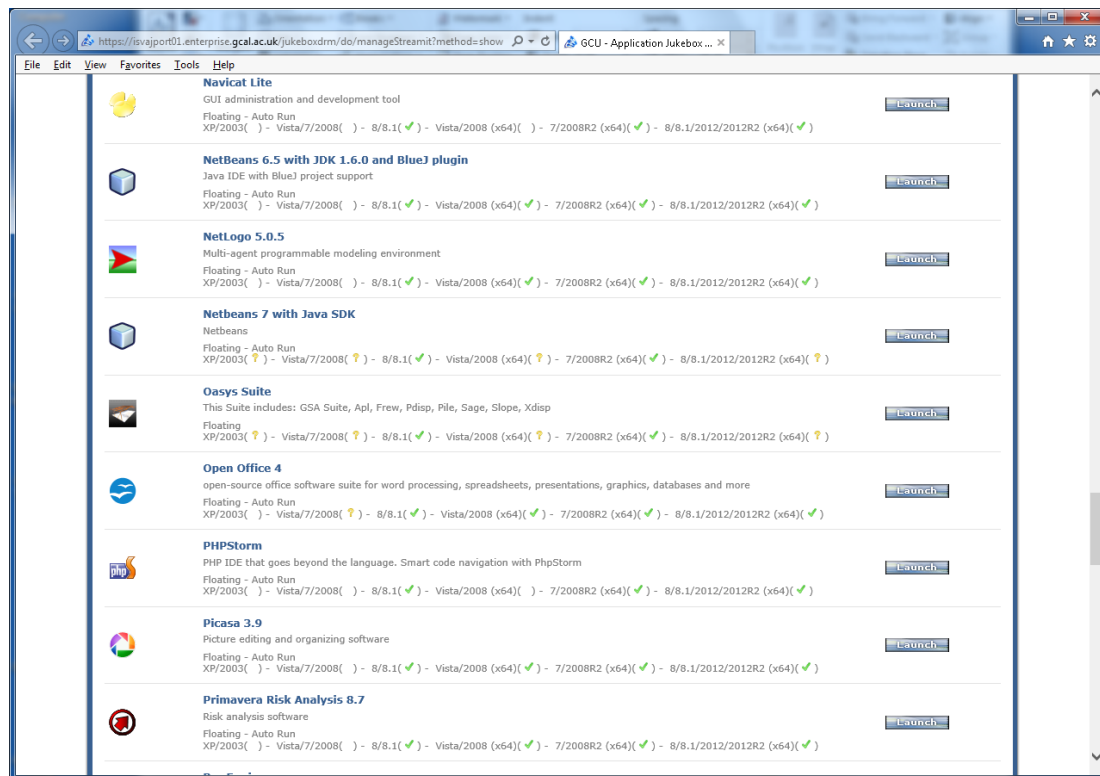 https://isvajport01.enterprise.gcal.ac.uk/jukeboxdrm/do/manageStreamit?method=show
GCU - Application Jukebox ...
File Edit View Favorites Tools Help
Navicat Lite
GUI administration and development tool
Launch
Floating - Auto Run
XP/2003( ) - Vista/7/2008( ) - 8/8.1(✔) - Vista/2008 (x64)( ) - 7/2008R2 (x64)(✔) - 8/8.1/2012/2012R2 (x64)(✔)
NetBeans 6.5 with JDK 1.6.0 and BlueJ plugin
Java IDE with BlueJ project support
Launch
Floating - Auto Run
XP/2003( ) - Vista/7/2008( ) - 8/8.1(✔) - Vista/2008 (x64)(✔) - 7/2008R2 (x64)(✔) - 8/8.1/2012/2012R2 (x64)(✔)
NetLogo 5.0.5
Multi-agent programmable modeling environment
Launch
Floating - Auto Run
XP/2003( ) - Vista/7/2008( ) - 8/8.1(✔) - Vista/2008 (x64)(✔) - 7/2008R2 (x64)(✔) - 8/8.1/2012/2012R2 (x64)(✔)
Netbeans 7 with Java SDK
Netbeans
Launch
Floating - Auto Run
XP/2003(?) - Vista/7/2008(?) - 8/8.1(✔) - Vista/2008 (x64)(?) - 7/2008R2 (x64)(✔) - 8/8.1/2012/2012R2 (x64)(?)
Oasys Suite
This Suite includes: GSA Suite, Apl, Frew, Pdisp, Pile, Sage, Slope, Xdisp
Launch
Floating
XP/2003(?) - Vista/7/2008(?) - 8/8.1(✔) - Vista/2008 (x64)(?) - 7/2008R2 (x64)(✔) - 8/8.1/2012/2012R2 (x64)(?)
Open Office 4
open-source office software suite for word processing, spreadsheets, presentations, graphics, databases and more
Launch
Floating - Auto Run
XP/2003( ) - Vista/7/2008(?) - 8/8.1(✔) - Vista/2008 (x64)(✔) - 7/2008R2 (x64)(✔) - 8/8.1/2012/2012R2 (x64)(✔)
PHPStorm
php
PHP IDE that goes beyond the language. Smart code navigation with PhpStorm
Launch
Floating - Auto Run
XP/2003( ) - Vista/7/2008( ) - 8/8.1(✔) - Vista/2008 (x64)( ) - 7/2008R2 (x64)(✔) - 8/8.1/2012/2012R2 (x64)(✔)
Picasa 3.9
Picture editing and organizing software
Launch
Floating - Auto Run
XP/2003( ) - Vista/7/2008( ) - 8/8.1(✔) - Vista/2008 (x64)(✔) - 7/2008R2 (x64)(✔) - 8/8.1/2012/2012R2 (x64)(✔)
Primavera Risk Analysis 8.7
Risk analysis software
Launch
Floating - Auto Run
XP/2003( ) - Vista/7/2008( ) - 8/8.1(✔) - Vista/2008 (x64)(✔) - 7/2008R2 (x64)(✔) - 8/8.1/2012/2012R2 (x64)(✔)